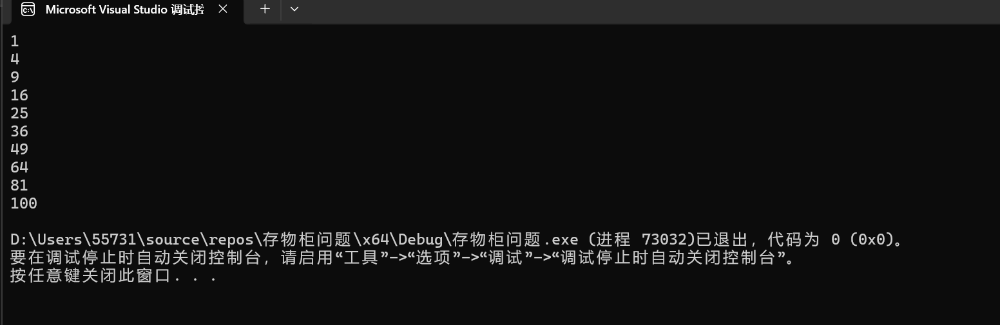 Microsoft Visual Studio 调试控
1
4
9
16
25
36
49
64
81
100
D:\Users\55731\source\repos\存物柜问题\x64\Debug\存物柜问题.exe (进程 73032)已退出，代码为 0 (0x0)。
要在调试停止时自动关闭控制台，请启用“工具”->“选项”->“调试”->“调试停止时自动关闭控制台”。
按任意键关闭此窗口. . .